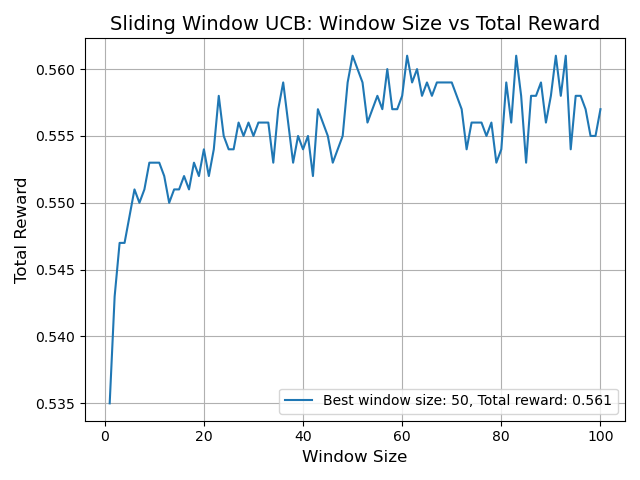 Sliding Window UCB: Window Size vs Total Reward
Total Reward
0.560
0.555
0.550
0.545
0.540
0.535
Best window size: 50, Total reward: 0.561
0 20 40 60 80 100
Window Size